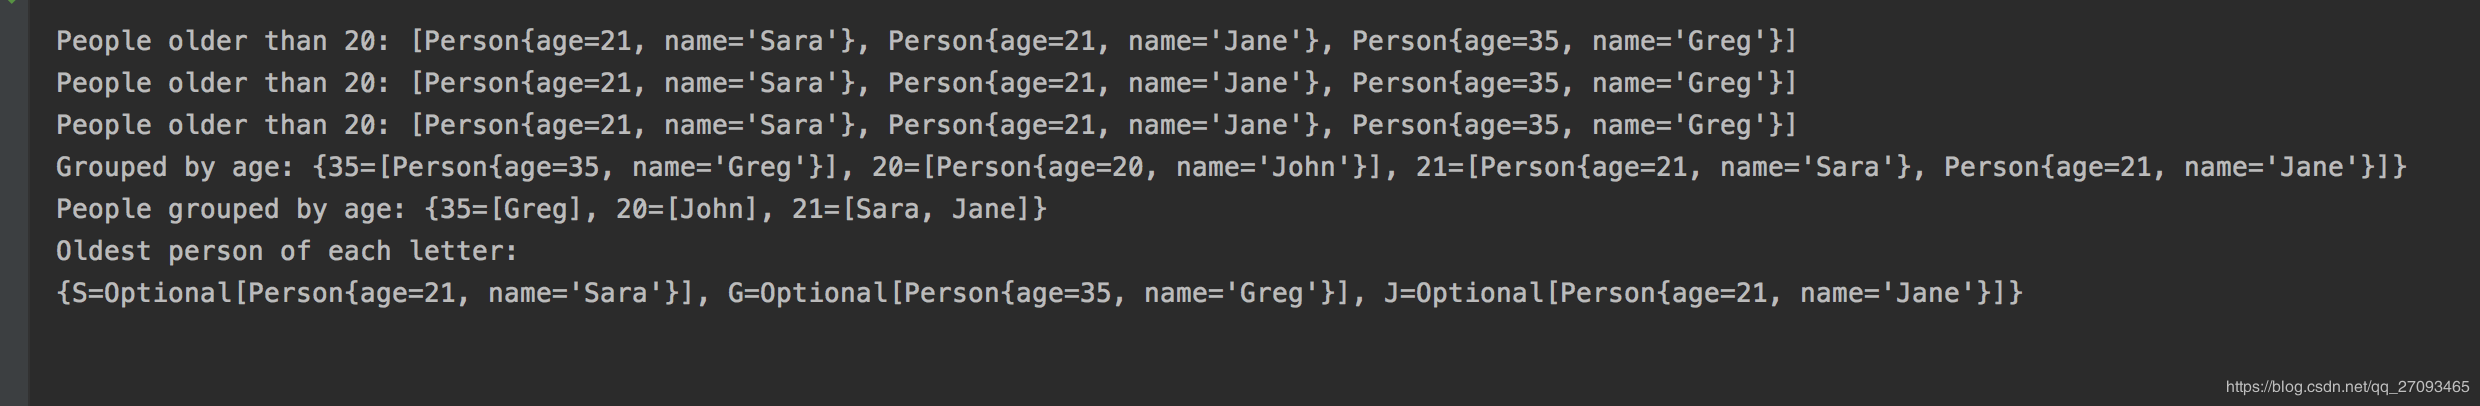 People older than 20: [Person{age=21, name='Sara'}, Person{age=21, name='Jane'}, Person{age=35, name='Greg'}]
People older than 20: [Person{age=21, name='Sara'}, Person{age=21, name='Jane'}, Person{age=35, name='Greg'}]
People older than 20: [Person{age=21, name='Sara'}, Person{age=21, name='Jane'}, Person{age=35, name='Greg'}]
Grouped by age: {35=[Person{age=35, name='Greg'}], 20=[Person{age=20, name='John'}], 21=[Person{age=21, name='Sara'}, Person{age=21, name='Jane'}]}
People grouped by age: {35=[Greg], 20=[John], 21=[Sara, Jane]}
Oldest person of each letter:
{S=Optional[Person{age=21, name='Sara'}], G=Optional[Person{age=35, name='Greg'}], J=Optional[Person{age=21, name='Jane'}]}
https://blog.csdn.net/qq_27093465